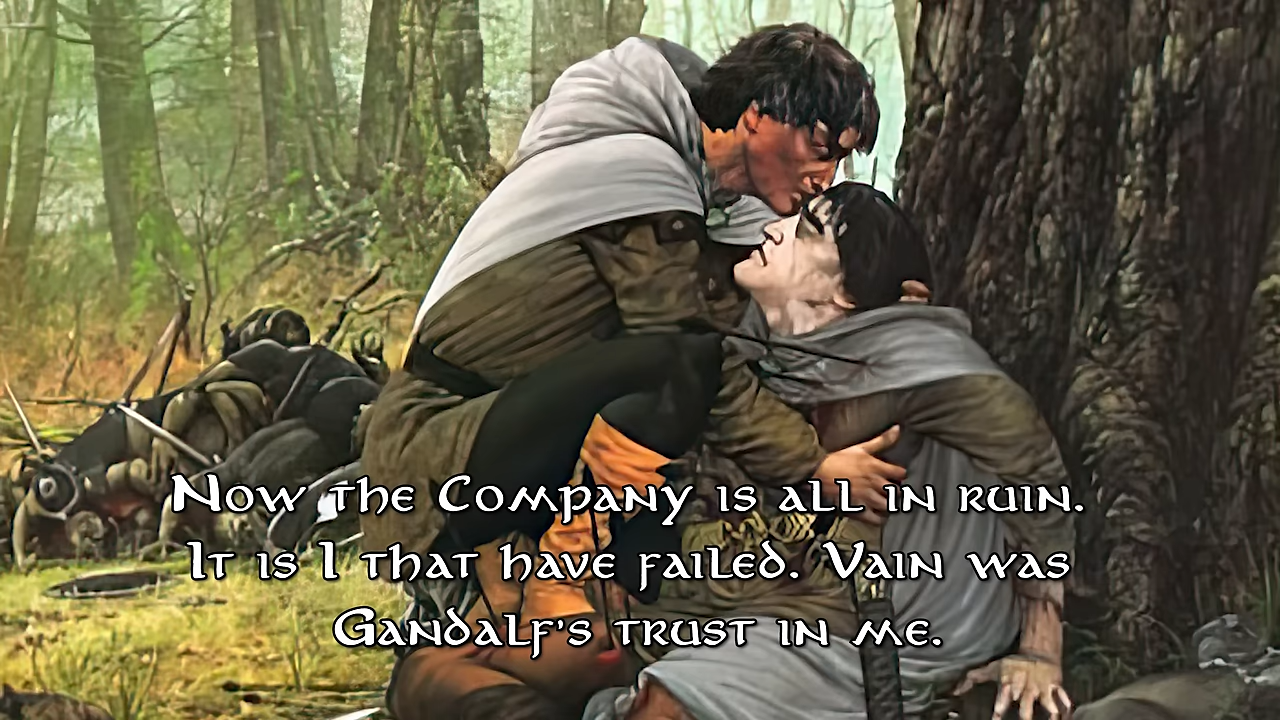 Now the Company is all in ruin.
It is I that have failed. Vain was
Gandalf's trust in me.